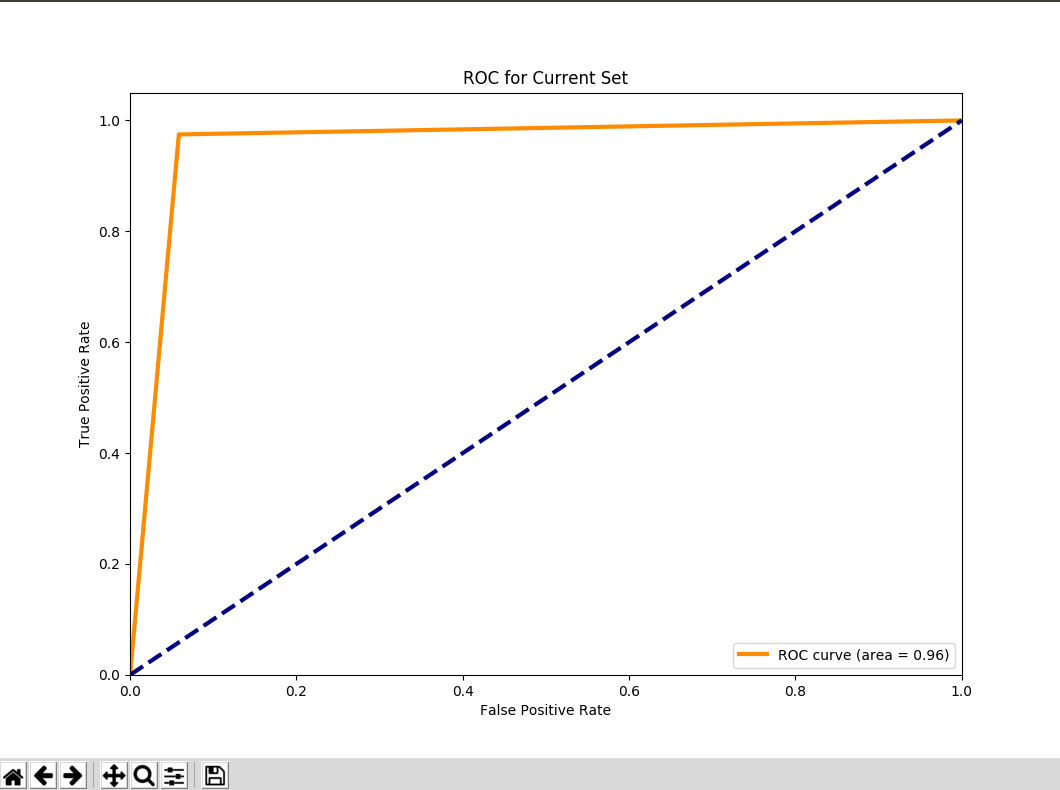 ROC for Current Set
1.0
0.8
0.6
0.4
0.2
0.0
True Positive Rate
ROC curve (area = 0.96)
0.0 0.2 0.4 0.6 0.8 1.0
False Positive Rate